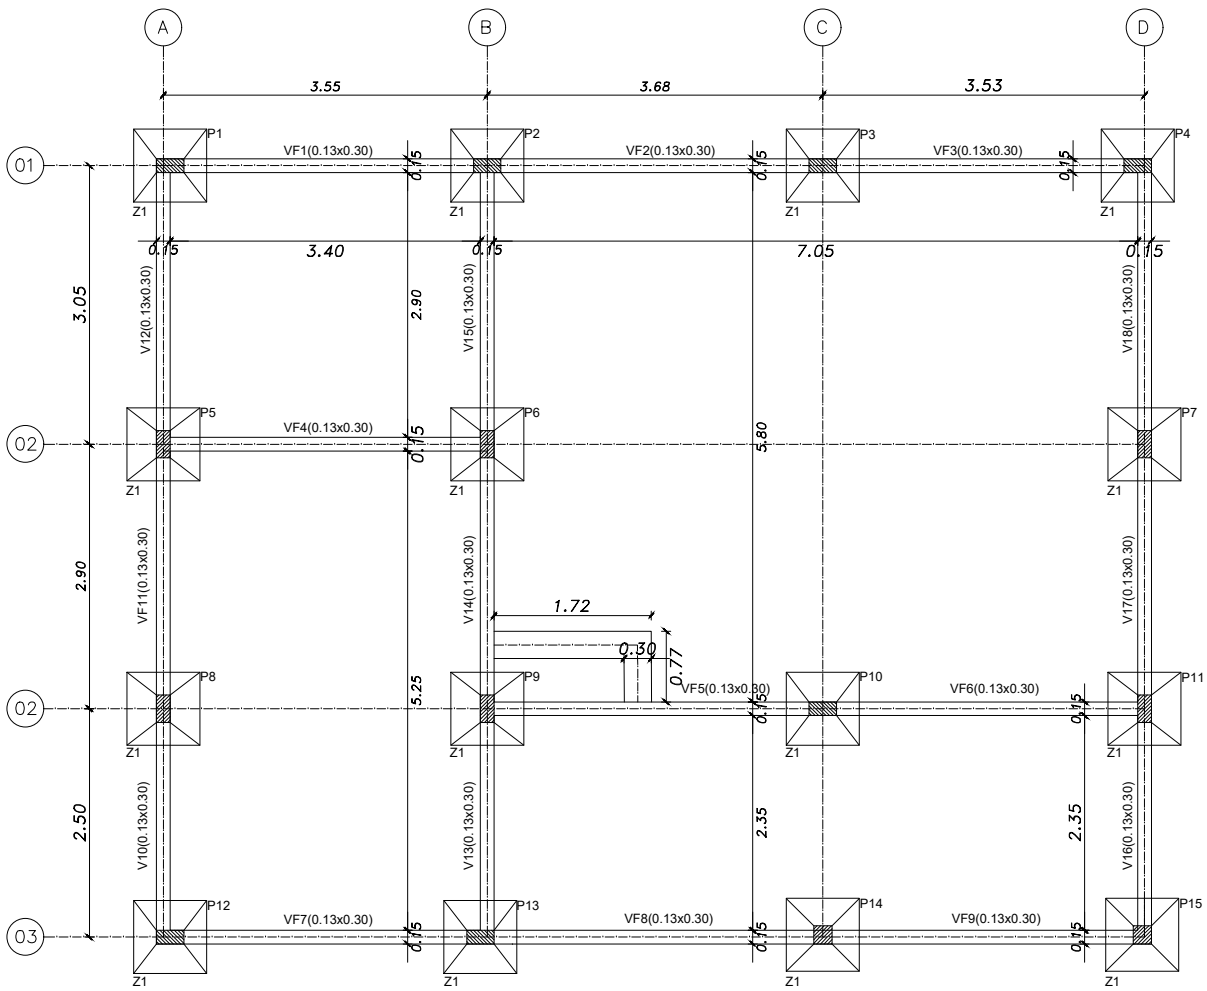 A B C D
3.55 3.68 3.53
P1 P2 P3 P4
VF1(0.13x0.30) VF2(0.13x0.30) VF3(0.13x0.30)
01
0.15 0.15 0.15
Z1 Z1 Z1 Z1
0.15 3.40 0.15 7.05 0.15
3.05
V12(0.13x0.30) V15(0.13x0.30) V18(0.13x0.30)
2.90
P5 P6 P7
VF4(0.13x0.30)
02
0.15
5.80
Z1 Z1 Z1
2.90
VF11(0.13x0.30) V14(0.13x0.30) V17(0.13x0.30)
1.72
0.30
0.77
P8 P9 P10 P11
5.25
VF5(0.13x0.30) VF6(0.13x0.30)
02
0.15 0.15
Z1 Z1 Z1 Z1
2.50
V10(0.13x0.30) V13(0.13x0.30) V16(0.13x0.30)
2.35 2.35
P12 P13 P14 P15
VF7(0.13x0.30) VF8(0.13x0.30) VF9(0.13x0.30)
03
0.15 0.15 0.15
Z1 Z1 Z1 Z1